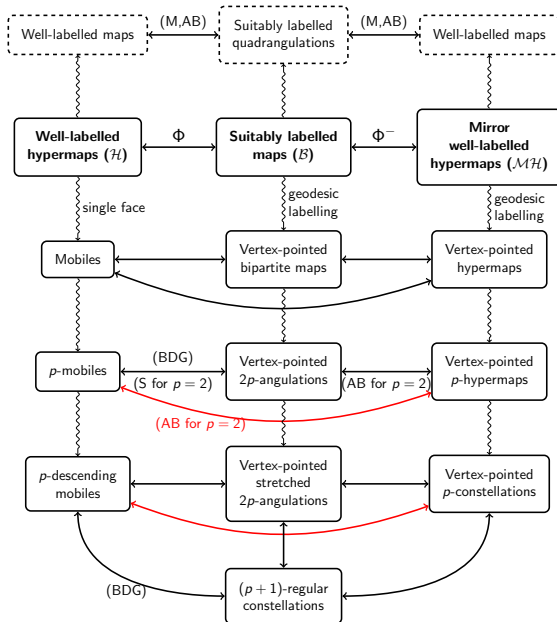 (M,AB) (M,AB)
Well-labelled maps
Suitably labelled
quadrangulations
Well-labelled maps
Well-labelled
hypermaps (ℋ)
Φ
Suitably labelled
maps (ℬ)
Φ⁻
Mirror
well-labelled
hypermaps (ℳℋ)
single face
geodesic
labelling
geodesic
labelling
Mobiles
Vertex-pointed
bipartite maps
Vertex-pointed
hypermaps
p-mobiles
(BDG)
(S for p = 2)
Vertex-pointed
2p-angulations
(AB for p = 2)
Vertex-pointed
p-hypermaps
(AB for p = 2)
p-descending
mobiles
Vertex-pointed
stretched
2p-angulations
Vertex-pointed
p-constellations
(BDG)
(p + 1)-regular
constellations